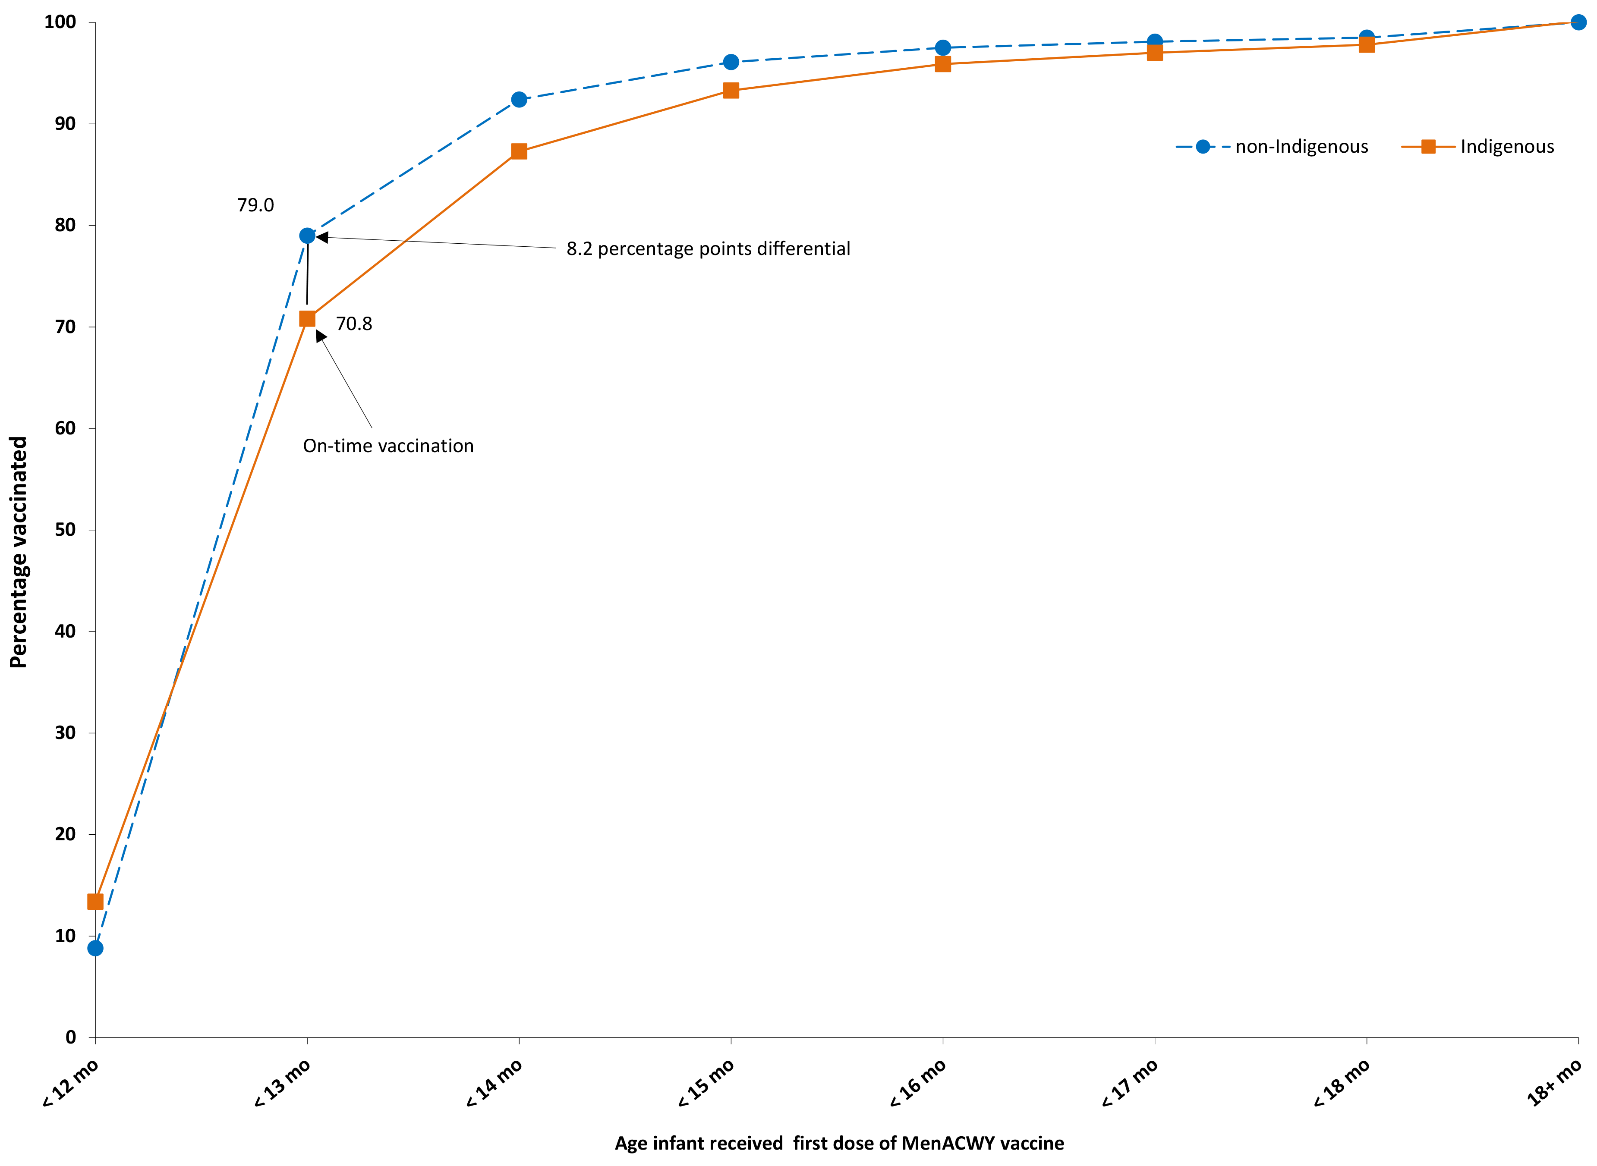 100
90
80
70
60
50
40
30
20
10
0
Percentage vaccinated
non-Indigenous
Indigenous
79.0
8.2 percentage points differential
70.8
On-time vaccination
< 12 mo
< 13 mo
< 14 mo
< 15 mo
< 16 mo
< 17 mo
< 18 mo
18+ mo
Age infant received  first dose of MenACWY vaccine